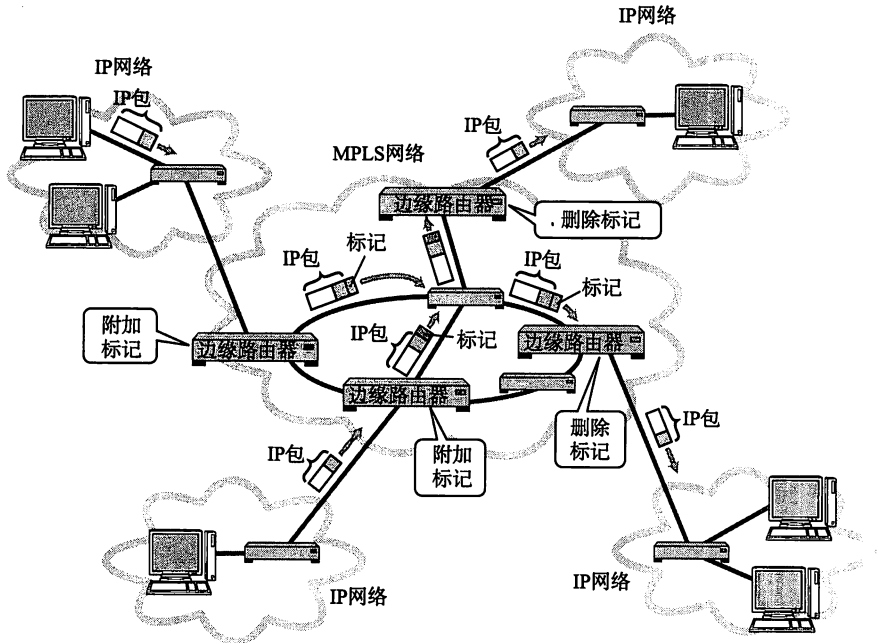 IP网络
IP网络
IP包
IP包
MPLS网络
边缘路由器
.删除标记
标记
IP包
IP包
标记
附加
标记
边缘路由器
IP包
标记
边缘路由器
边缘路由器
删除
标记
IP包
附加
标记
IP包
IP网络
IP网络